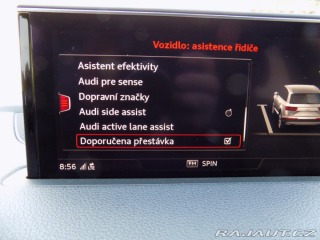 Vozidlo: asistence řidiče
Asistent efektivity
Audi pre sense
Dopravní značky
Audi side assist
Audi active lane assist
Doporučena přestávka
8:56
FM SPIN
RAJAUT.CZ